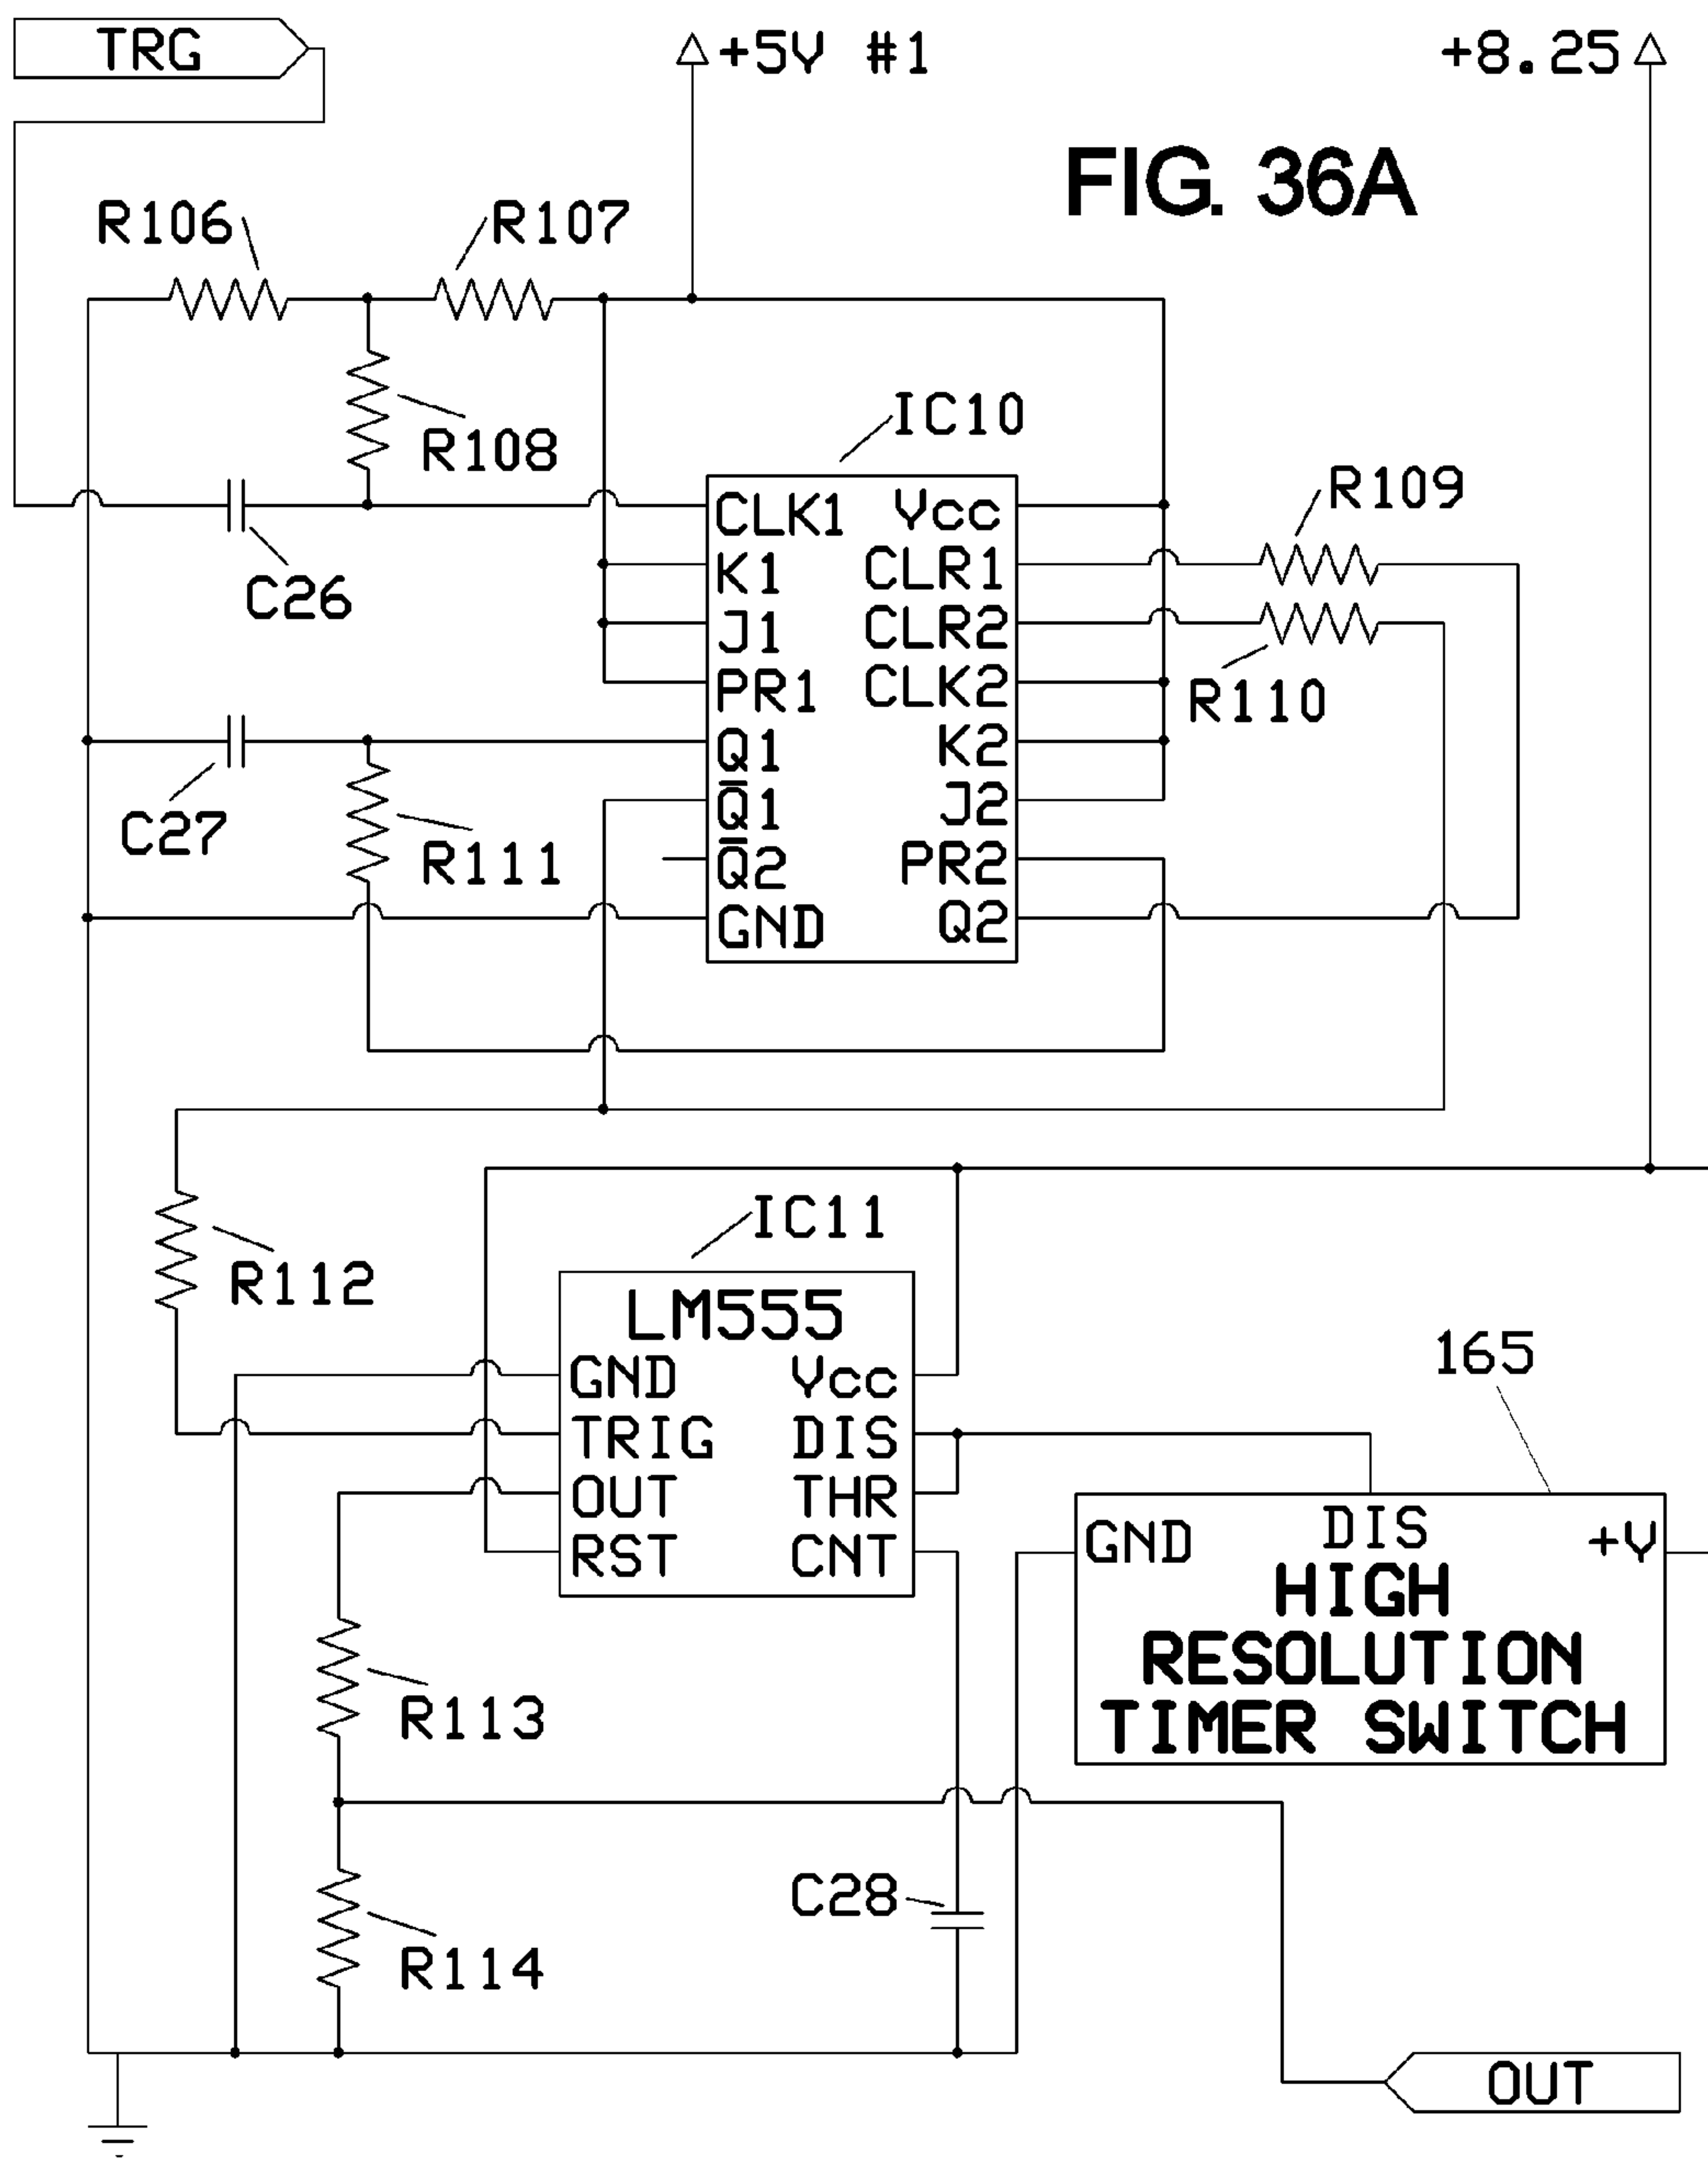 TRG
+5V #1
+8.25
FIG. 36A
R106
R107
R108
IC10
R109
C26
CLK1
Vcc
K1
CLR1
J1
CLR2
PR1
CLK2
R110
Q1
K2
Q̅1
J2
C27
R111
Q̅2
PR2
GND
Q2
IC11
R112
LM555
GND
Vcc
165
TRIG
DIS
OUT
THR
RST
CNT
GND
DIS
+V
HIGH
RESOLUTION
TIMER SWITCH
R113
C28
R114
OUT